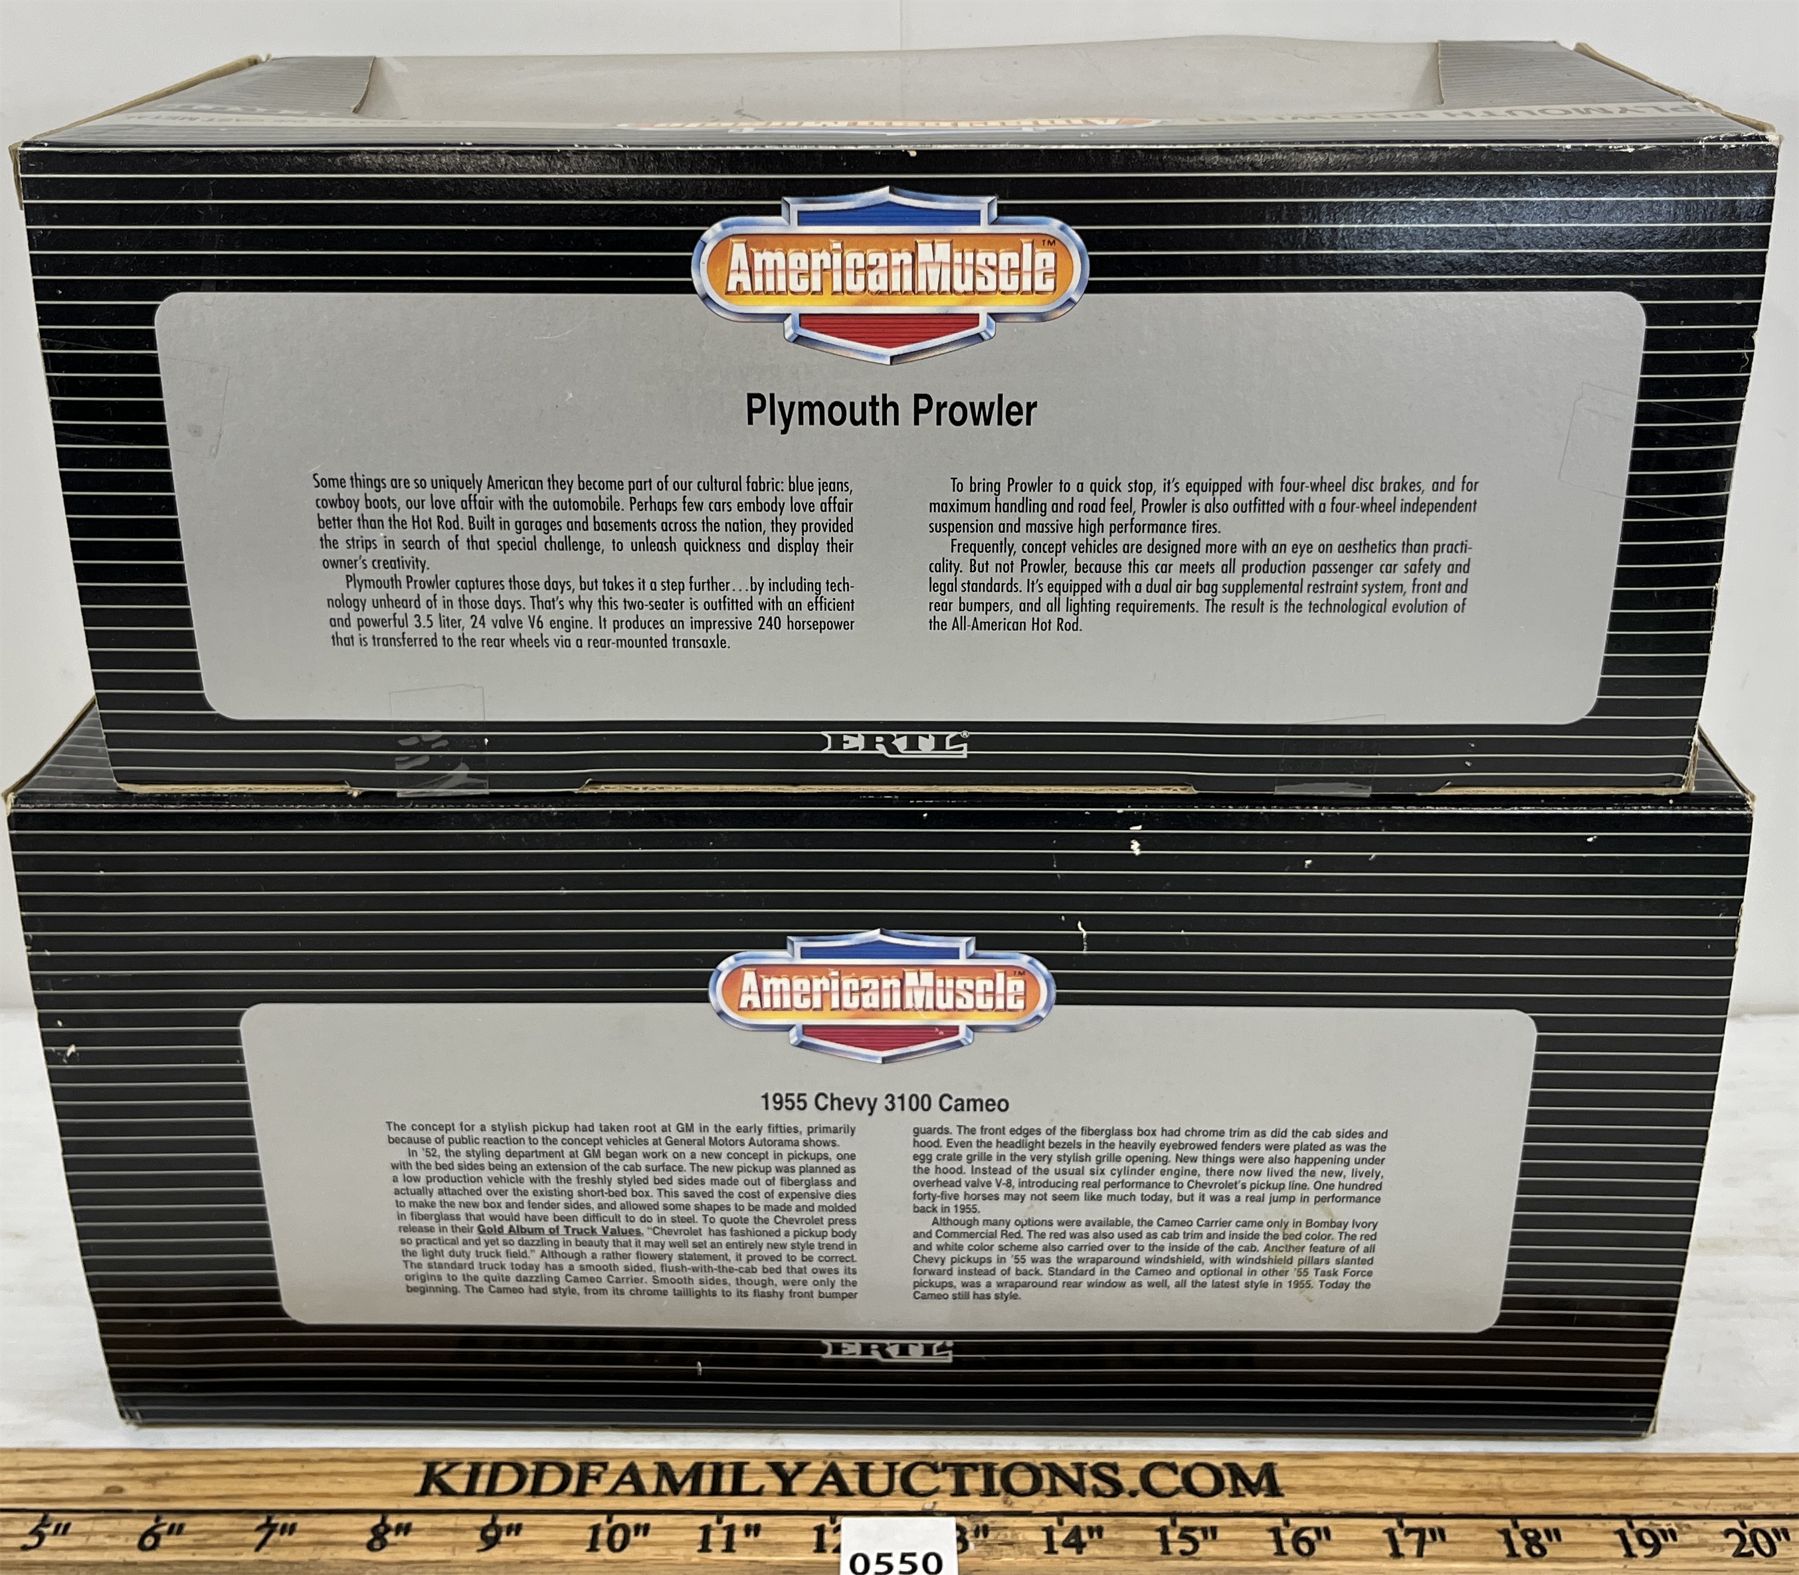 PLYMOUTH PROWLER
AmericanMuscle™
Plymouth Prowler
Some things are so uniquely American they become part of our cultural fabric: blue jeans,
cowboy boots, our love affair with the automobile. Perhaps few cars embody love affair
better than the Hot Rod. Built in garages and basements across the nation, they provided
the strips in search of that special challenge, to unleash quickness and display their
owner's creativity.
Plymouth Prowler captures those days, but takes it a step further...by including tech-
nology unheard of in those days. That's why this two-seater is outfitted with an efficient
and powerful 3.5 liter, 24 valve V6 engine. It produces an impressive 240 horsepower
that is transferred to the rear wheels via a rear-mounted transaxle.
To bring Prowler to a quick stop, it's equipped with four-wheel disc brakes, and for
maximum handling and road feel, Prowler is also outfitted with a four-wheel independent
suspension and massive high performance tires.
Frequently, concept vehicles are designed more with an eye on aesthetics than practi-
cality. But not Prowler, because this car meets all production passenger car safety and
legal standards. It's equipped with a dual air bag supplemental restraint system, front and
rear bumpers, and all lighting requirements. The result is the technological evolution of
the All-American Hot Rod.
ERTL®
AmericanMuscle™
1955 Chevy 3100 Cameo
The concept for a stylish pickup had taken root at GM in the early fifties, primarily
because of public reaction to the concept vehicles at General Motors Autorama shows.
In '52, the styling department at GM began work on a new concept in pickups, one
with the bed sides being an extension of the cab surface. The new pickup was planned as
a low production vehicle with the freshly styled bed sides made out of fiberglass and
actually attached over the existing short-bed box. This saved the cost of expensive dies
to make the new box and fender sides, and allowed some shapes to be made and molded
in fiberglass that would have been difficult to do in steel. To quote the Chevrolet press
release in their Gold Album of Truck Values, "Chevrolet has fashioned a pickup body
so practical and yet so dazzling in beauty that it may well set an entirely new style trend in
the light duty truck field." Although a rather flowery statement, it proved to be correct.
The standard truck today has a smooth sided, flush-with-the-cab bed that owes its
origins to the quite dazzling Cameo Carrier. Smooth sides, though, were only the
beginning. The Cameo had style, from its chrome taillights to its flashy front bumper
guards. The front edges of the fiberglass box had chrome trim as did the cab sides and
hood. Even the headlight bezels in the heavily eyebrowed fenders were plated as was the
egg crate grille in the very stylish grille opening. New things were also happening under
the hood. Instead of the usual six cylinder engine, there now lived the new, lively,
overhead valve V-8, introducing real performance to Chevrolet's pickup line. One hundred
forty-five horses may not seem like much today, but it was a real jump in performance
back in 1955.
Although many options were available, the Cameo Carrier came only in Bombay Ivory
and Commercial Red. The red was also used as cab trim and inside the bed color. The red
and white color scheme also carried over to the inside of the cab. Another feature of all
Chevy pickups in '55 was the wraparound windshield, with windshield pillars slanted
forward instead of back. Standard in the Cameo and optional in other '55 Task Force
pickups, was a wraparound rear window as well, all the latest style in 1955. Today the
Cameo still has style.
ERTL
KIDDFAMILYAUCTIONS.COM
5" 6" 7" 8" 9" 10" 11" 14" 15" 16" 17" 18" 19" 20"
0550